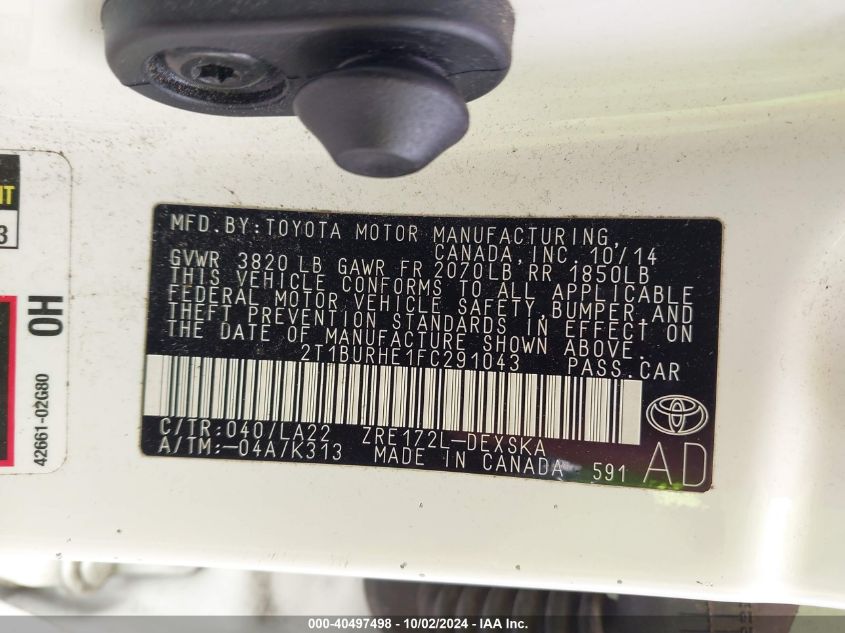 IT
3
OH
42661-02G80
MFD.BY:TOYOTA MOTOR MANUFACTURING,
CANADA,INC. 10/14
GVWR 3820 LB GAWR FR 2070LB RR 1850LB
THIS VEHICLE CONFORMS TO ALL APPLICABLE
FEDERAL MOTOR VEHICLE SAFETY,BUMPER,AND
THEFT PREVENTION STANDARDS IN EFFECT ON
THE DATE OF MANUFACTURE SHOWN ABOVE.
2T1BURHE1FC291043 PASS.CAR
C/TR:040/LA22 ZRE172L-DEXSKA
A/TM:-04A/K313 MADE IN CANADA 591 AD
000-40497498 - 10/02/2024 - IAA Inc.